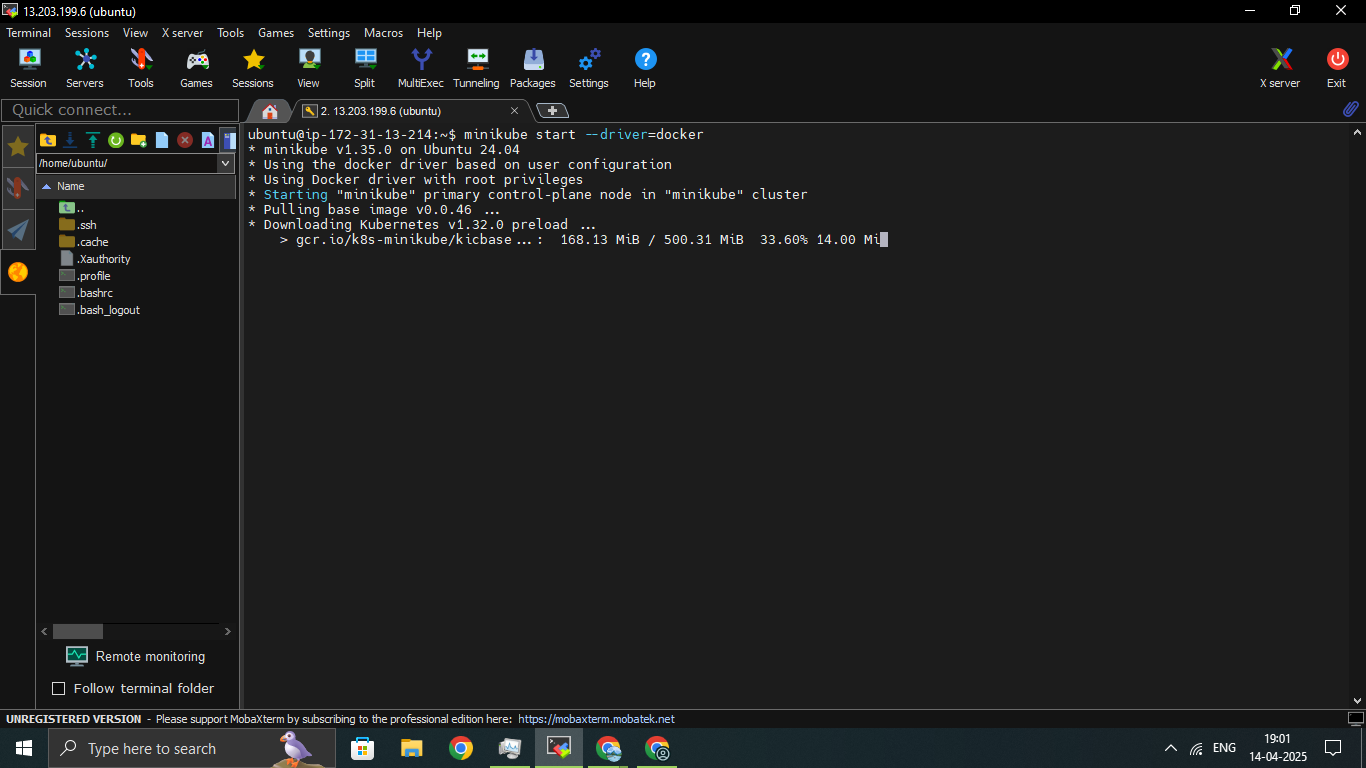 13.203.199.6 (ubuntu)
Terminal Sessions View X server Tools Games Settings Macros Help
Session Servers Tools Games Sessions View Split MultiExec Tunneling Packages Settings Help X server Exit
Quick connect...
2. 13.203.199.6 (ubuntu)
/home/ubuntu/
Name
..
.ssh
.cache
.Xauthority
.profile
.bashrc
.bash_logout
Remote monitoring
Follow terminal folder
ubuntu@ip-172-31-13-214:~$ minikube start --driver=docker
* minikube v1.35.0 on Ubuntu 24.04
* Using the docker driver based on user configuration
* Using Docker driver with root privileges
* Starting "minikube" primary control-plane node in "minikube" cluster
* Pulling base image v0.0.46 ...
* Downloading Kubernetes v1.32.0 preload ...
> gcr.io/k8s-minikube/kicbase...: 168.13 MiB / 500.31 MiB 33.60% 14.00 Mi
UNREGISTERED VERSION - Please support MobaXterm by subscribing to the professional edition here: https://mobaxterm.mobatek.net
Type here to search
ENG
19:01
14-04-2025